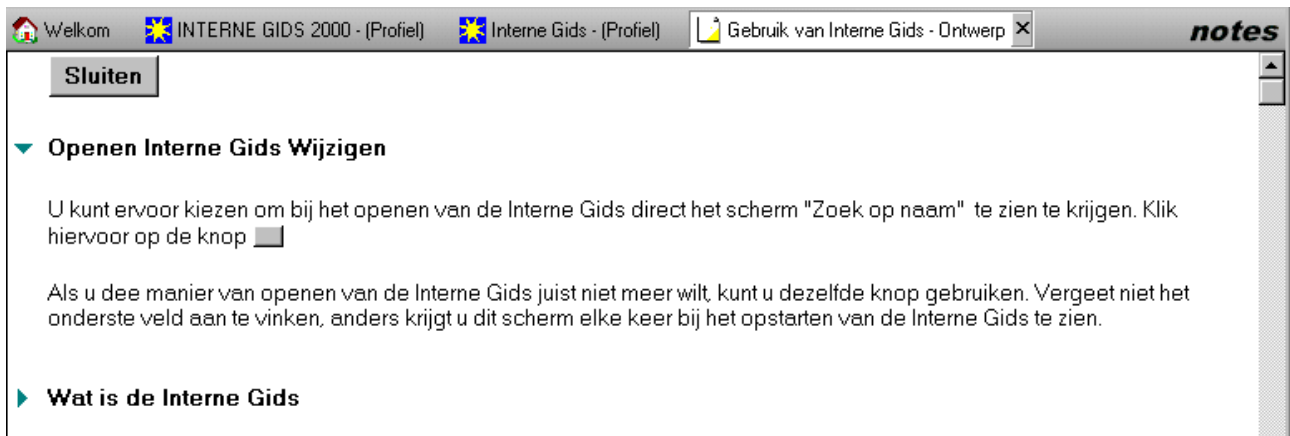 Welkom INTERNE GIDS 2000 - (Profiel) Interne Gids - (Profiel) Gebruik van Interne Gids - Ontwerp notes
Sluiten
Openen Interne Gids Wijzigen
U kunt ervoor kiezen om bij het openen van de Interne Gids direct het scherm "Zoek op naam" te zien te krijgen. Klik
hiervoor op de knop
Als u dee manier van openen van de Interne Gids juist niet meer wilt, kunt u dezelfde knop gebruiken. Vergeet niet het
onderste veld aan te vinken, anders krijgt u dit scherm elke keer bij het opstarten van de Interne Gids te zien.
Wat is de Interne Gids